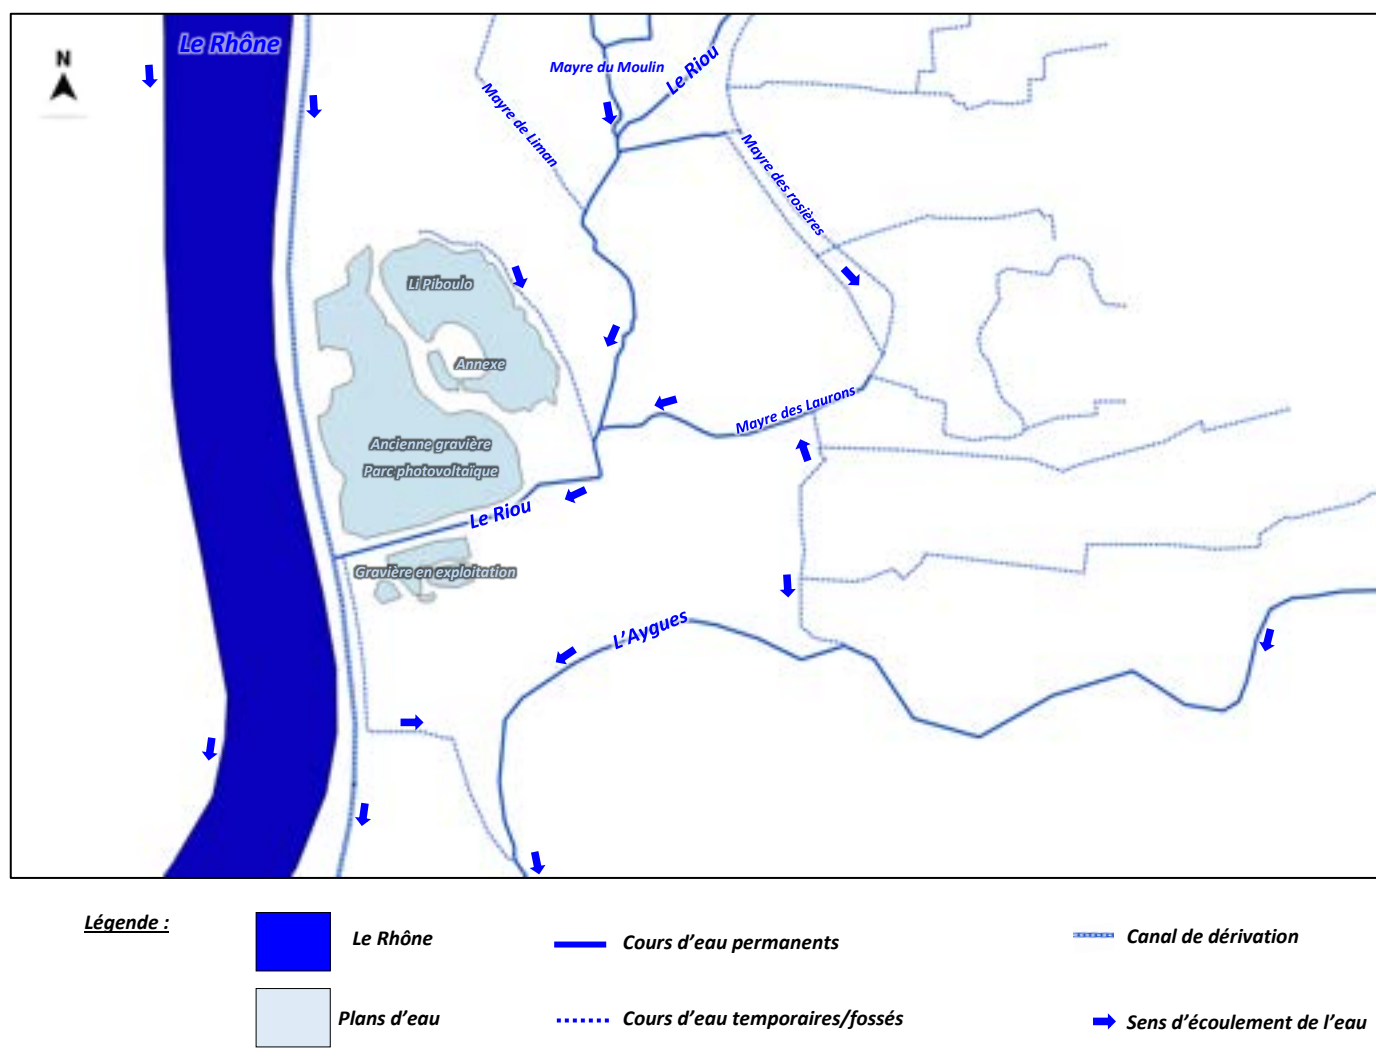 Le Rhône
N
Mayre du Moulin
Le Riou
Mayre de Liman
Mayre des rosières
Li Piboulo
Annexe
Mayre des Laurons
Ancienne gravière
Parc photovoltaïque
Le Riou
Gravière en exploitation
L'Aygues
Légende :
Le Rhône
Cours d'eau permanents
Canal de dérivation
Plans d'eau
Cours d'eau temporaires/fossés
Sens d'écoulement de l'eau